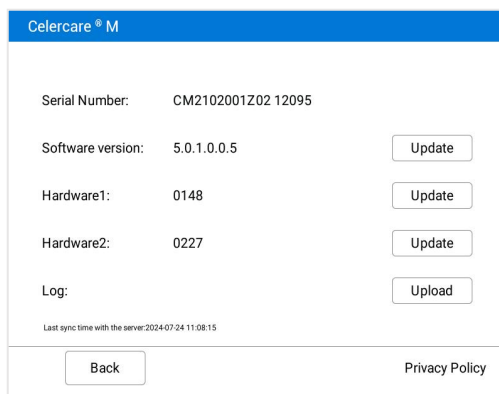 Celercare ® M
Serial Number: CM2102001Z02 12095
Software version: 5.0.1.0.0.5 Update
Hardware1: 0148 Update
Hardware2: 0227 Update
Log: Upload
Last sync time with the server:2024-07-24 11:08:15
Back Privacy Policy